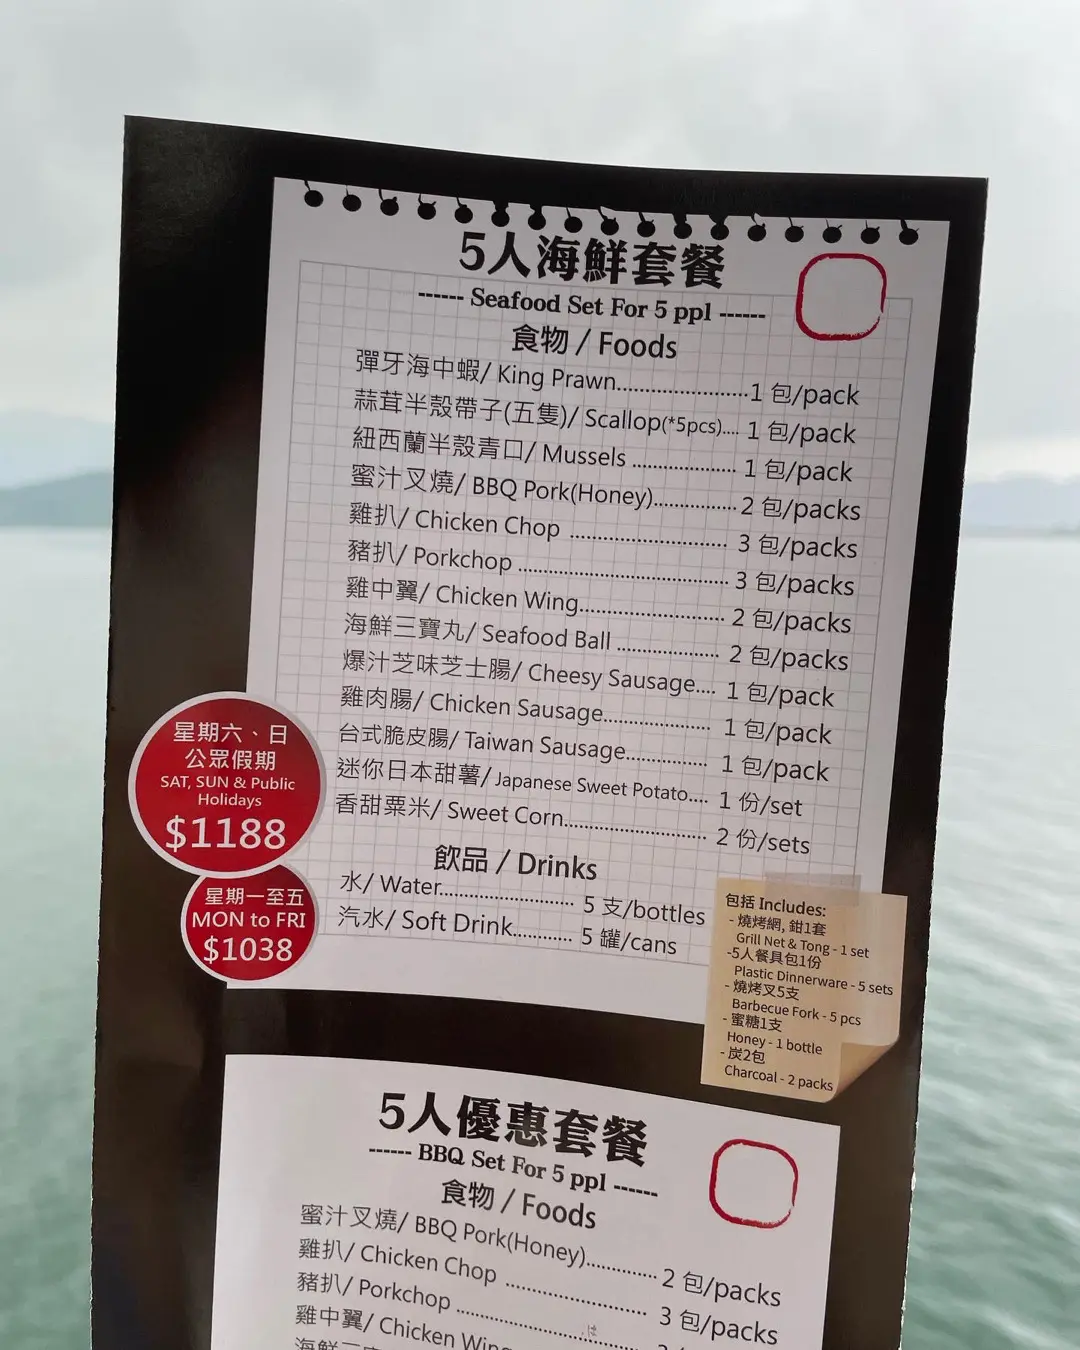 5人海鮮套餐
------ Seafood Set For 5 ppl ------
食物 / Foods
彈牙海中蝦/ King Prawn........................1 包/pack
蒜茸半殼帶子(五隻)/ Scallop(*5pcs).... 1 包/pack
紐西蘭半殼青口/ Mussels ................... 1 包/pack
蜜汁叉燒/ BBQ Pork(Honey)...............2 包/packs
雞扒/ Chicken Chop ............................ 3 包/packs
豬扒/ Porkchop ..................................... 3 包/packs
雞中翼/ Chicken Wing.......................... 2 包/packs
海鮮三寶丸/ Seafood Ball .................. 2 包/packs
爆汁芝味芝士腸/ Cheesy Sausage.... 1 包/pack
雞肉腸/ Chicken Sausage................... 1 包/pack
台式脆皮腸/ Taiwan Sausage............... 1 包/pack
迷你日本甜薯/ Japanese Sweet Potato.... 1 份/set
香甜粟米/ Sweet Corn......................... 2 份/sets
飲品 / Drinks
水/ Water........................ 5 支/bottles
汽水/ Soft Drink........... 5 罐/cans
星期六、日
公眾假期
SAT, SUN & Public
Holidays
$1188
星期一至五
MON to FRI
$1038
包括 Includes:
- 燒烤網, 鉗1套
Grill Net & Tong - 1 set
-5人餐具包1份
Plastic Dinnerware - 5 sets
- 燒烤叉5支
Barbecue Fork - 5 pcs
- 蜜糖1支
Honey - 1 bottle
- 炭2包
Charcoal - 2 packs
5人優惠套餐
------ BBQ Set For 5 ppl ------
食物 / Foods
蜜汁叉燒/ BBQ Pork(Honey)............. 2 包/packs
雞扒/ Chicken Chop ......................... 3 包/packs
豬扒/ Porkchop
雞中翼/ Chicken Wing
海鮮三